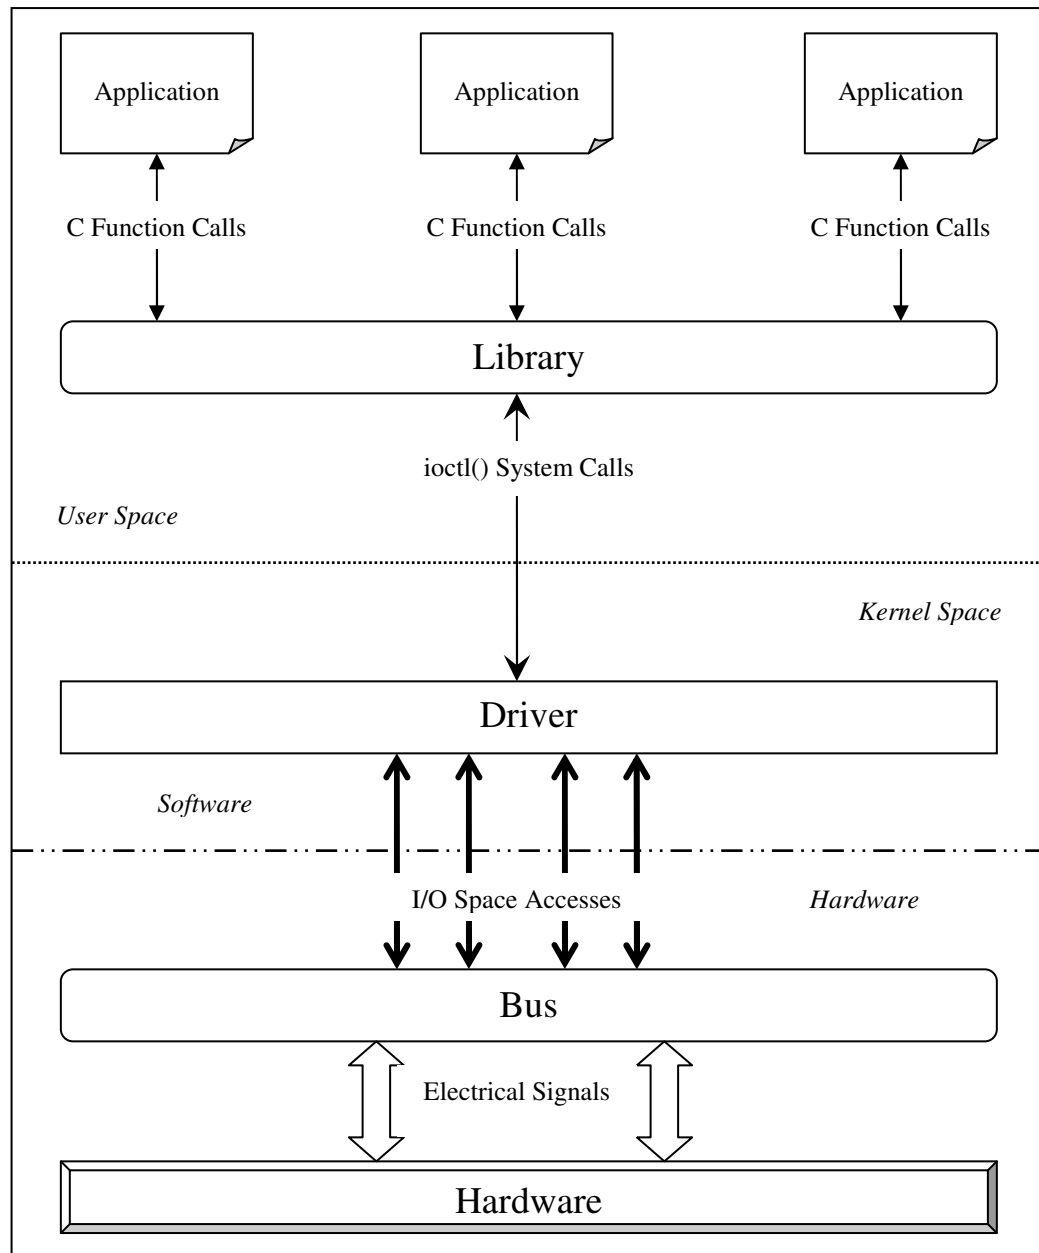 Application
Application
Application
C Function Calls
C Function Calls
C Function Calls
Library
ioctl() System Calls
User Space
Kernel Space
Driver
Software
I/O Space Accesses
Hardware
Bus
Electrical Signals
Hardware